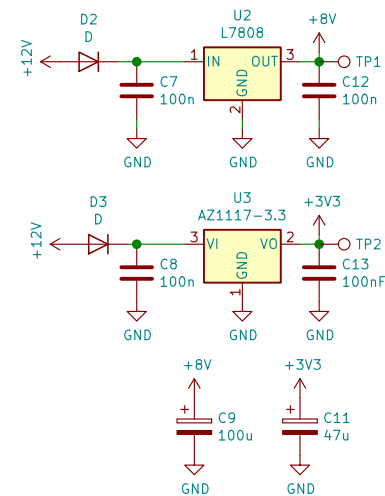 D2
D
+12V
C7
100n
GND
U2
L7808
1
IN
OUT
3
GND
2
GND
+8V
TP1
C12
100n
GND
D3
D
+12V
C8
100n
GND
U3
AZ1117-3.3
3
VI
VO
2
GND
1
GND
+3V3
TP2
C13
100nF
GND
+8V
+
C9
100u
GND
+3V3
+
C11
47u
GND